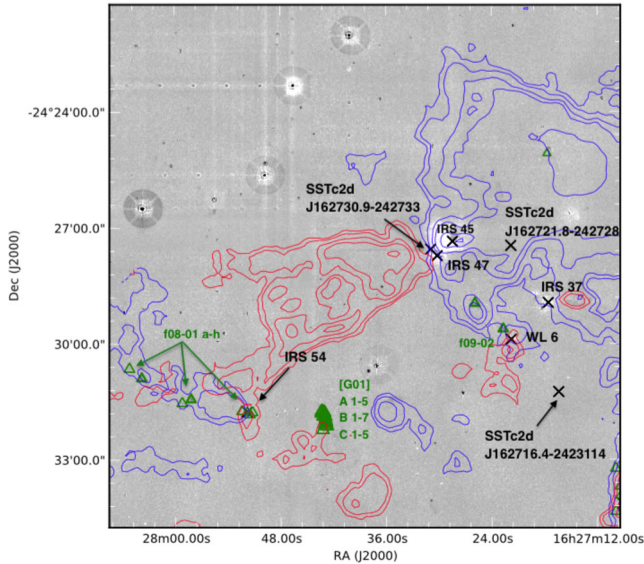 -24°24'00.0"
27'00.0"
30'00.0"
33'00.0"
Dec (J2000)
SSTc2d
J162730.9-242733
IRS 45
SSTc2d
J162721.8-242728
IRS 47
IRS 37
f08-01 a-h
f09-02
WL 6
IRS 54
[G01]
A 1-5
B 1-7
C 1-5
SSTc2d
J162716.4-2423114
28m00.00s
48.00s
36.00s
24.00s
16h27m12.00s
RA (J2000)